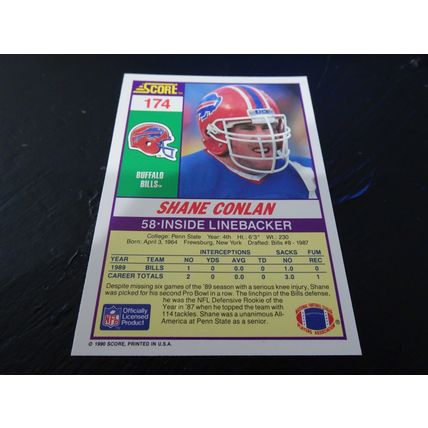 SCORE
174
BUFFALO
BILLS™
SHANE CONLAN
58·INSIDE LINEBACKER
College: Penn State Year: 4th Ht.: 6'3" Wt.: 230
Born: April 3, 1964 Frewsburg, New York Drafted: Bills #8 - 1987
INTERCEPTIONS SACKS FUM
YEAR TEAM NO YDS AVG TD NO REC
1989 BILLS 1 0 0 0 1.0 0
CAREER TOTALS 2 0 0 0 3.0 1
Despite missing six games of the '89 season with a serious knee injury, Shane
was picked for his second Pro Bowl in a row. The linchpin of the Bills defense,
he was the NFL Defensive Rookie of the
Year in '87 when he topped the team with
114 tackles. Shane was a unanimous All-
America at Penn State as a senior.
NFL
Officially
Licensed
Product
© 1990 SCORE, PRINTED IN U.S.A.